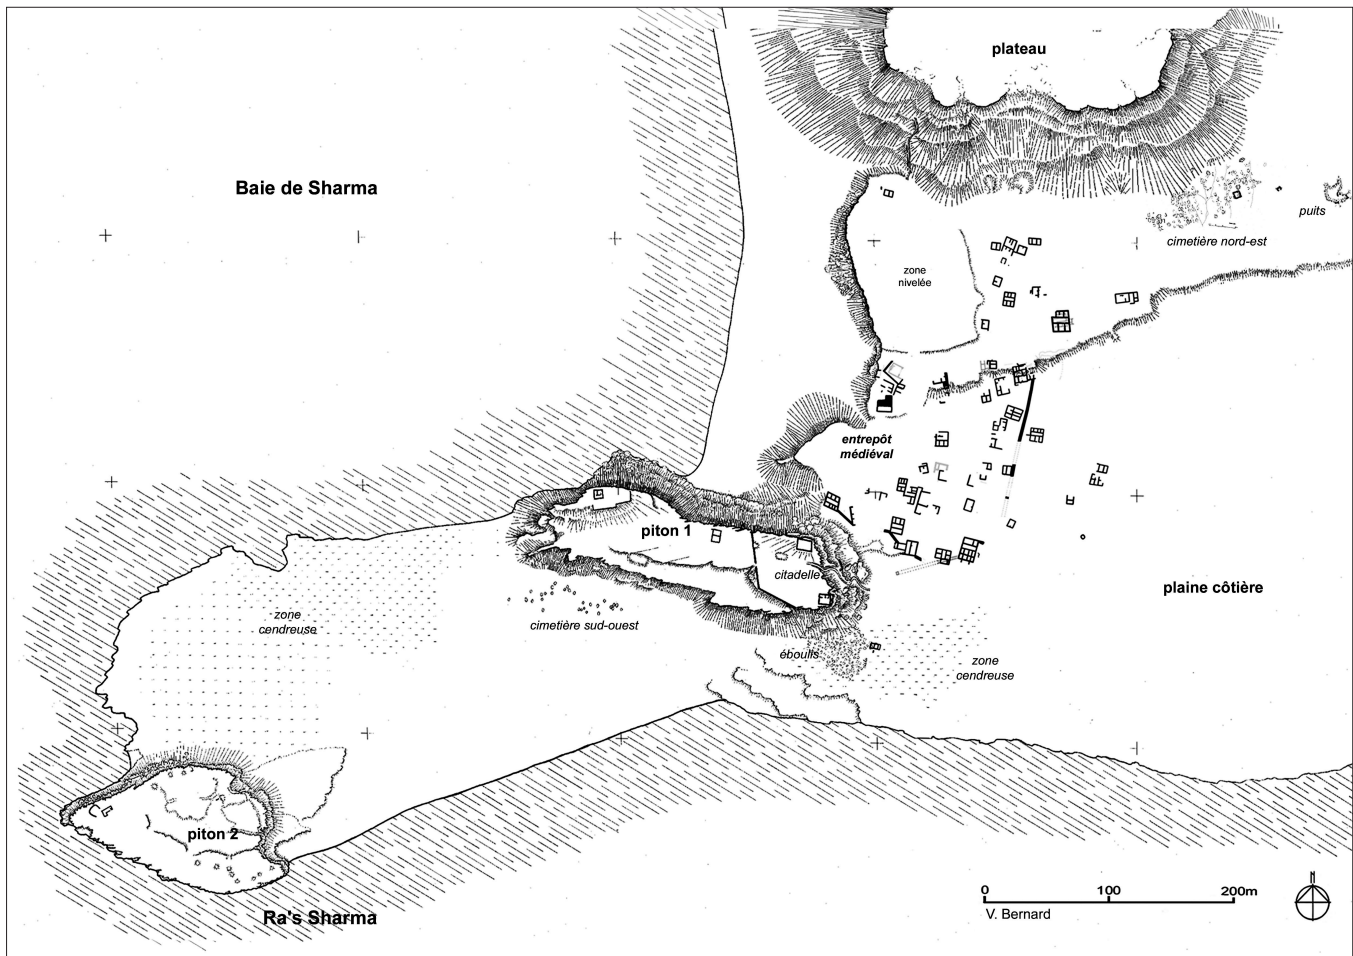 plateau
Baie de Sharma
puits
cimetière nord-est
zone
nivelée
entrepôt
médiéval
piton 1
citadelle
plaine côtière
zone
cendreuse
cimetière sud-ouest
éboulis
zone
cendreuse
piton 2
Ra's Sharma
0 100 200m
V. Bernard
N